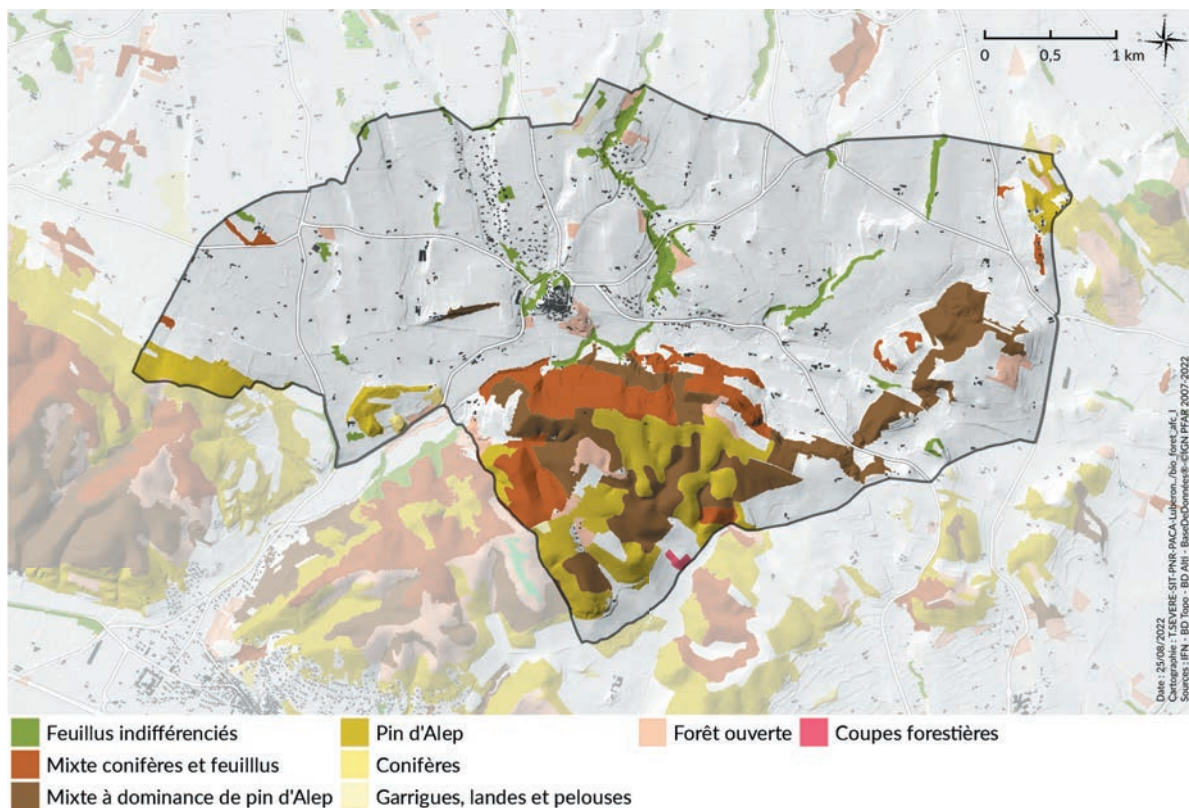 0 0,5 1 km
Date : 25/08/2022
Cartographie : T.SEVERE-SIT-PNR-PACA-Luberon../bio_foret_afc_l
Sources : IFN - BD Topo - BD Alti - BaseDeDonnées®-©IGN PFAR 2007-2022
Feuillus indifférenciés
Mixte conifères et feuilllus
Mixte à dominance de pin d'Alep
Pin d'Alep
Conifères
Garrigues, landes et pelouses
Forêt ouverte
Coupes forestières